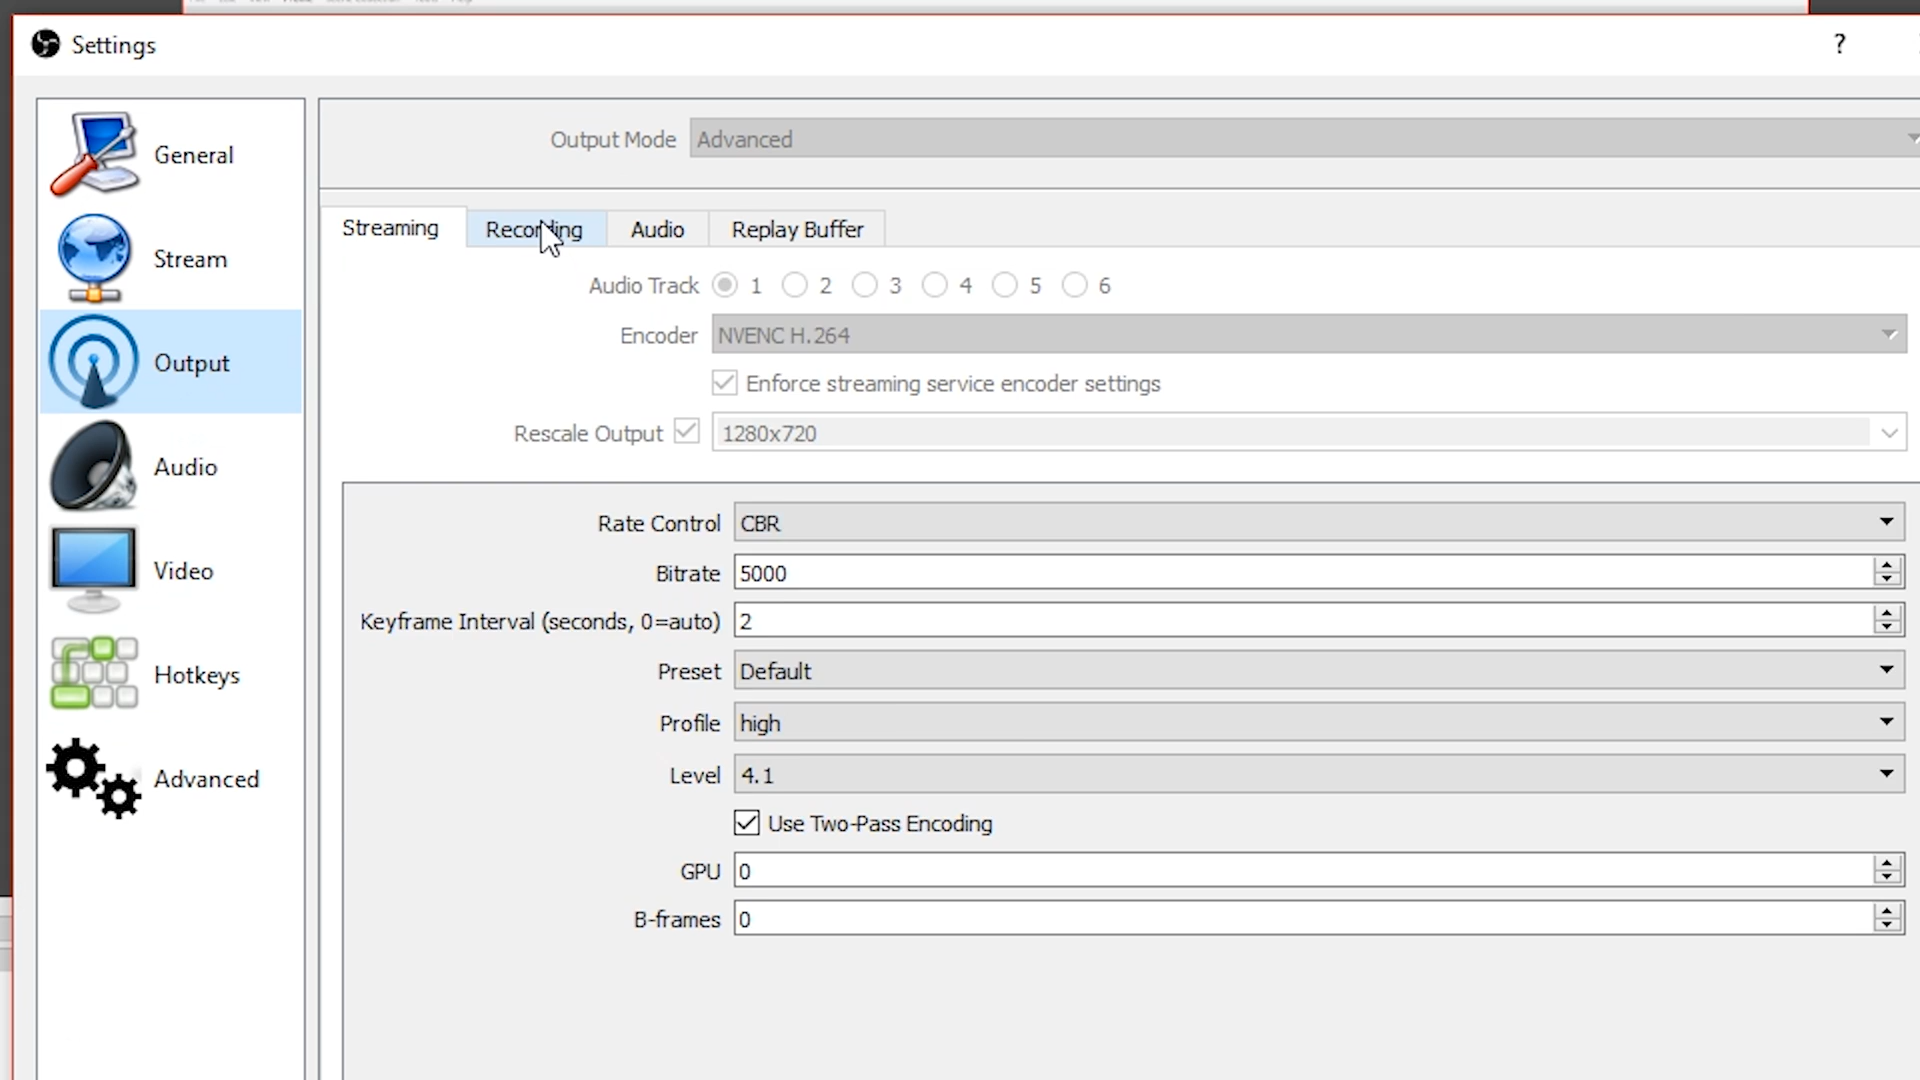 Settings
?
General
Stream
Output
Audio
Video
Hotkeys
Advanced
Output Mode Advanced
Streaming Recording Audio Replay Buffer
Audio Track 1 2 3 4 5 6
Encoder NVENC H.264
Enforce streaming service encoder settings
Rescale Output 1280x720
Rate Control CBR
Bitrate 5000
Keyframe Interval (seconds, 0=auto) 2
Preset Default
Profile high
Level 4.1
Use Two-Pass Encoding
GPU 0
B-frames 0